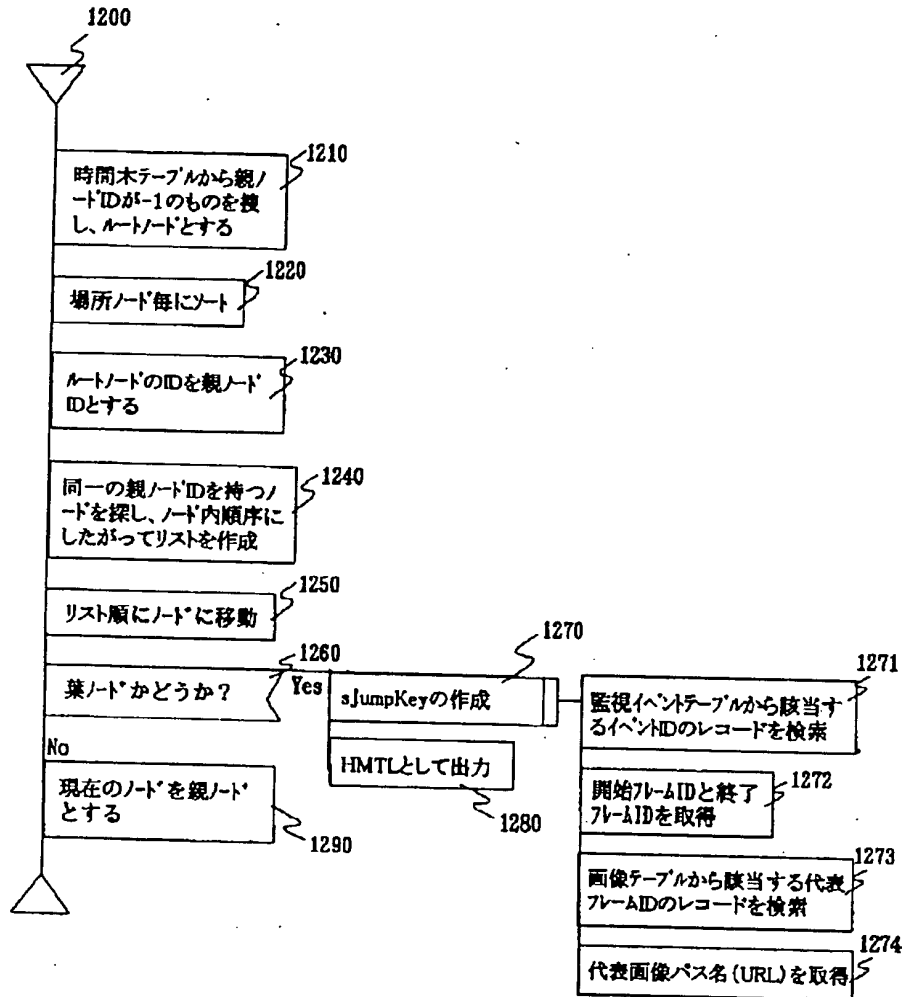 1200
1210
時間木テーブルから親ノ
ードIDが-1のものを捜
し、ルートノードとする
1220
場所ノード毎にソート
1230
ルートノードのIDを親ノード
IDとする
1240
同一の親ノードIDを持つノ
ードを探し、ノード内順序に
したがってリストを作成
1250
リスト順にノードに移動
1260
葉ノードかどうか?
Yes
No
1270
sJumpKeyの作成
HMTLとして出力
1280
現在のノードを親ノード
とする
1290
1271
監視イベントテーブルから該当す
るイベントIDのレコードを検索
1272
開始フレームIDと終了
フレームIDを取得
1273
画像テーブルから該当する代表
フレームIDのレコードを検索
1274
代表画像パス名(URL)を取得